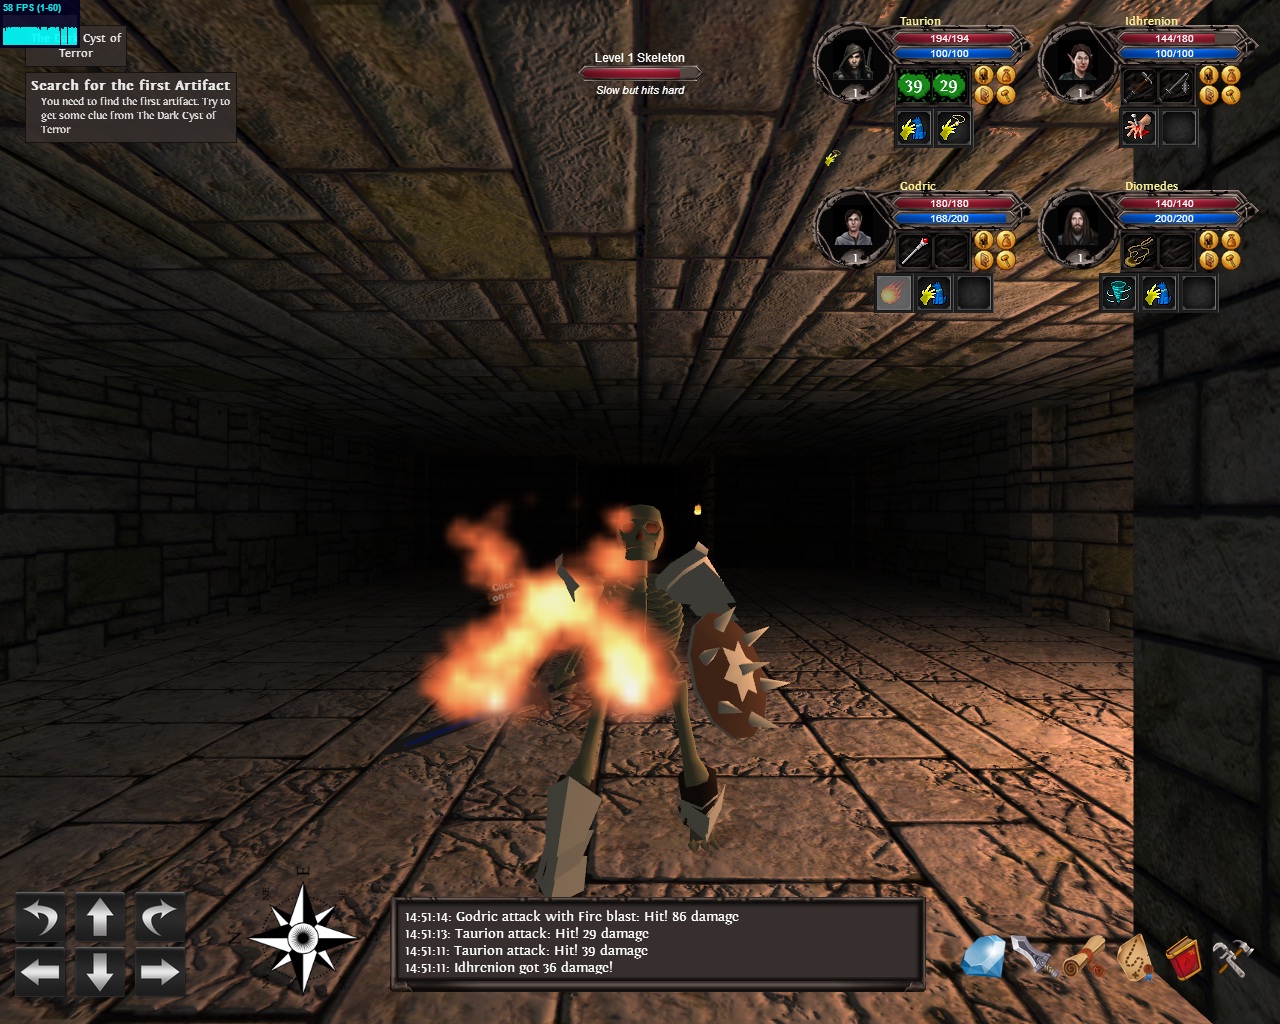 58 FPS (1-60)
Cyst of
Terror
Search for the first Artifact
You need to find the first artifact. Try to
get some clue from The Dark Cyst of
Terror
Level 1 Skeleton
Slow but hits hard
Taurion
194/194
100/100
39 29
1
Idhrenion
144/180
100/100
1
Godric
180/180
168/200
1
Diomedes
140/140
200/200
1
Click
E
14:51:14: Godric attack with Fire blast: Hit! 86 damage
14:51:13: Taurion attack: Hit! 29 damage
14:51:11: Taurion attack: Hit! 39 damage
14:51:11: Idhrenion got 36 damage!